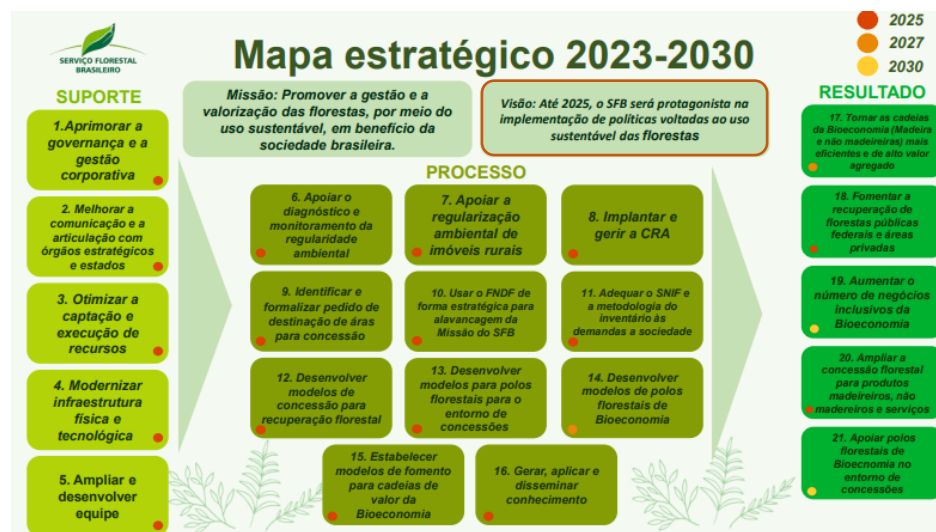 SERVIÇO FLORESTAL
BRASILEIRO
Mapa estratégico 2023-2030
2025
2027
2030
Missão: Promover a gestão e a
valorização das florestas, por meio do
uso sustentável, em benefício da
sociedade brasileira.
Visão: Até 2025, o SFB será protagonista na
implementação de políticas voltadas ao uso
sustentável das florestas
SUPORTE
1.Aprimorar a
governança e a
gestão
corporativa
2. Melhorar a
comunicação e a
articulação com
órgãos estratégicos
e estados
3. Otimizar a
captação e
execução de
recursos
4. Modernizar
infraestrutura
física e
tecnológica
5. Ampliar e
desenvolver
equipe
PROCESSO
6. Apoiar o
diagnóstico e
monitoramento da
regularidade
ambiental
7. Apoiar a
regularização
ambiental de
imóveis rurais
8. Implantar e
gerir a CRA
9. Identificar e
formalizar pedido de
destinação de áras
para concessão
10. Usar o FNDF de
forma estratégica para
alavancagem da
Missão do SFB
11. Adequar o SNIF e
a metodologia do
inventário às
demandas a sociedade
12. Desenvolver
modelos de
concessão para
recuperação florestal
13. Desenvolver
modelos para polos
florestais para o
entorno de
concessões
14. Desenvolver
modelos de polos
florestais de
Bioeconomia
15. Estabelecer
modelos de fomento
para cadeias de
valor da
Bioeconomia
16. Gerar, aplicar e
disseminar
conhecimento
RESULTADO
17. Tornar as cadeias
da Bioeconomia (Madeira
e não madeireiras) mais
eficientes e de alto valor
agregado
18. Fomentar a
recuperação de
florestas públicas
federais e áreas
privadas
19. Aumentar o
número de negócios
inclusivos da
Bioeconomia
20. Ampliar a
concessão florestal
para produtos
madeireiros, não
madereiros e serviços
21. Apoiar polos
florestais de
Bioecnomia no
entorno de
concessões